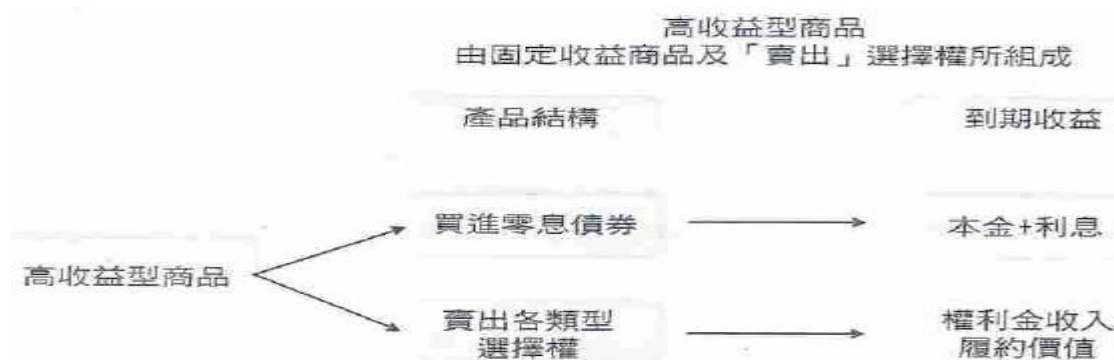 高收益型商品
由固定收益商品及「賣出」選擇權所組成
產品結構
到期收益
買進零息債券
本金+利息
高收益型商品
賣出各類型
選擇權
權利金收入
履約價值